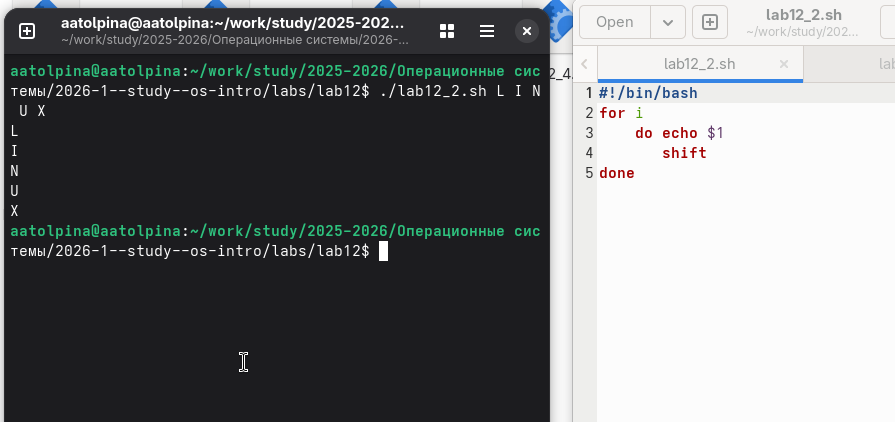 aatolpina@aatolpina:~/work/study/2025-202...
~/work/study/2025-2026/Операционные системы/2026-...
aatolpina@aatolpina:~/work/study/2025-2026/Операционные сис
темы/2026-1--study--os-intro/labs/lab12$ ./lab12_2.sh L I N
U X
L
I
N
U
X
aatolpina@aatolpina:~/work/study/2025-2026/Операционные сис
темы/2026-1--study--os-intro/labs/lab12$
2_4.
Open
lab12_2.sh
~/work/study/202...
lab12_2.sh
lab
1 #!/bin/bash
2 for i
3     do echo $1
4        shift
5 done